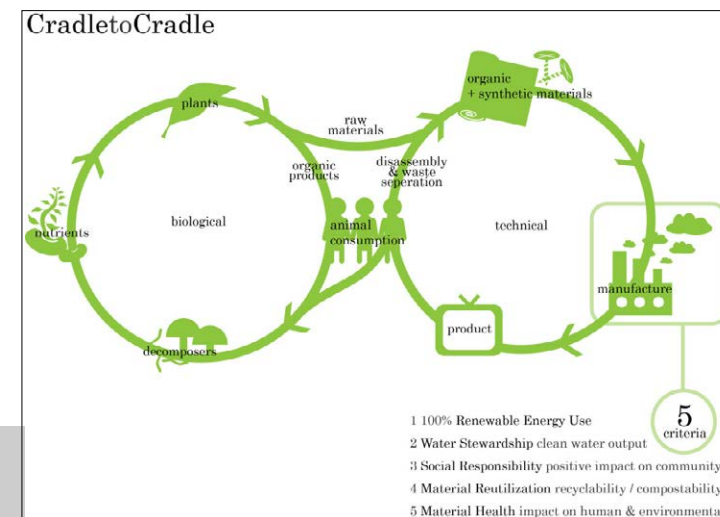 CradletoCradle
plants
raw
materials
organic
+ synthetic materials
organic
products
disassembly
& waste
seperation
nutrients
biological
animal
consumption
technical
manufacture
product
decomposers
5
criteria
1 100% Renewable Energy Use
2 Water Stewardship clean water output
3 Social Responsibility positive impact on community
4 Material Reutilization recyclability / compostability
5 Material Health impact on human & environmenta